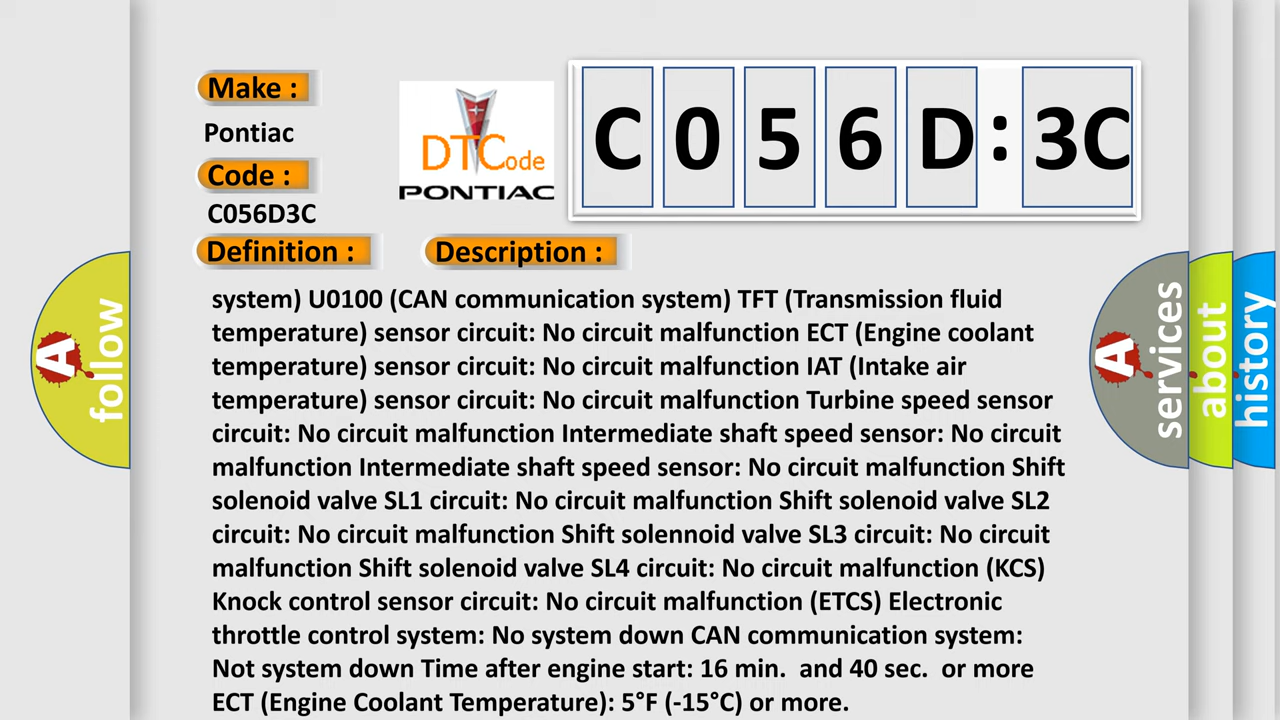 Make :
Pontiac
Code :
C056D3C
Definition :
Description :
DTCode
PONTIAC
C056D:3C
system) U0100 (CAN communication system) TFT (Transmission fluid
temperature) sensor circuit: No circuit malfunction ECT (Engine coolant
temperature) sensor circuit: No circuit malfunction IAT (Intake air
temperature) sensor circuit: No circuit malfunction Turbine speed sensor
circuit: No circuit malfunction Intermediate shaft speed sensor: No circuit
malfunction Intermediate shaft speed sensor: No circuit malfunction Shift
solenoid valve SL1 circuit: No circuit malfunction Shift solenoid valve SL2
circuit: No circuit malfunction Shift solennoid valve SL3 circuit: No circuit
malfunction Shift solenoid valve SL4 circuit: No circuit malfunction (KCS)
Knock control sensor circuit: No circuit malfunction (ETCS) Electronic
throttle control system: No system down CAN communication system:
Not system down Time after engine start: 16 min. and 40 sec. or more
ECT (Engine Coolant Temperature): 5°F (-15°C) or more.
A
follow
A
services
about
history